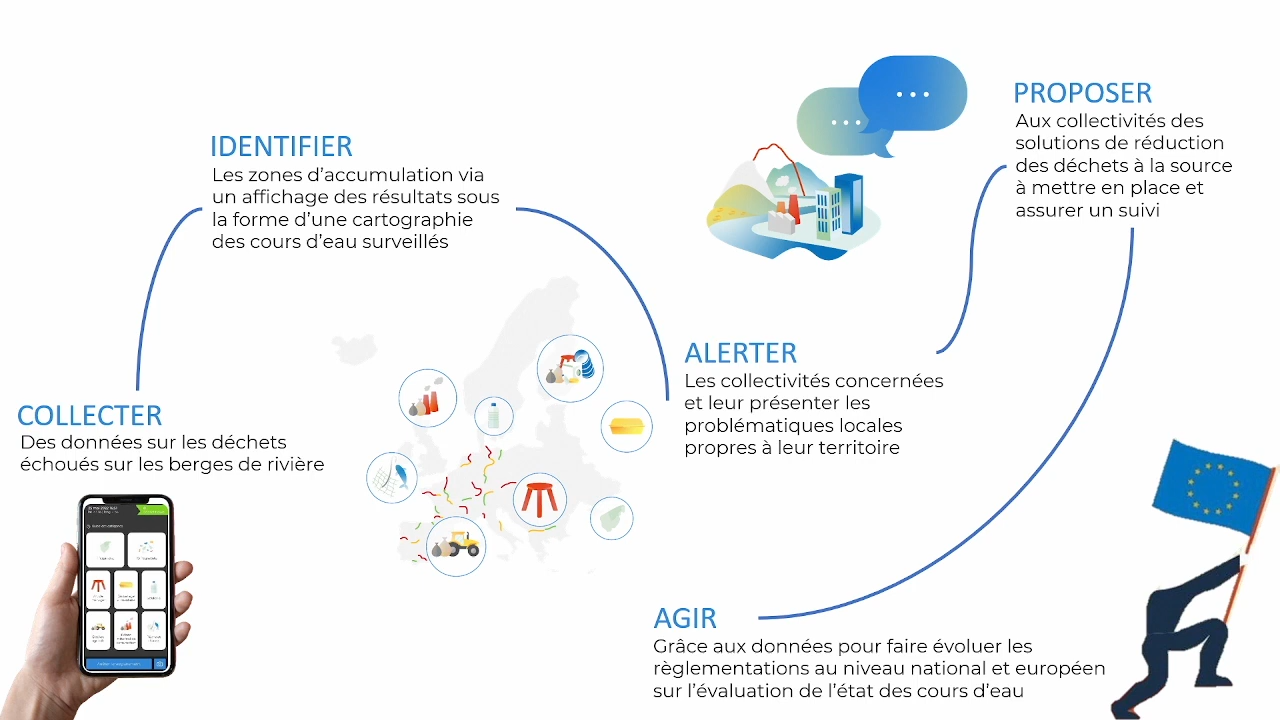 COLLECTER
Des données sur les déchets
échoués sur les berges de rivière
IDENTIFIER
Les zones d'accumulation via
un affichage des résultats sous
la forme d'une cartographie
des cours d'eau surveillés
ALERTER
Les collectivités concernées
et leur présenter les
problématiques locales
propres à leur territoire
PROPOSER
Aux collectivités des
solutions de réduction
des déchets à la source
à mettre en place et
assurer un suivi
AGIR
Grâce aux données pour faire évoluer les
règlementations au niveau national et européen
sur l'évaluation de l'état des cours d'eau